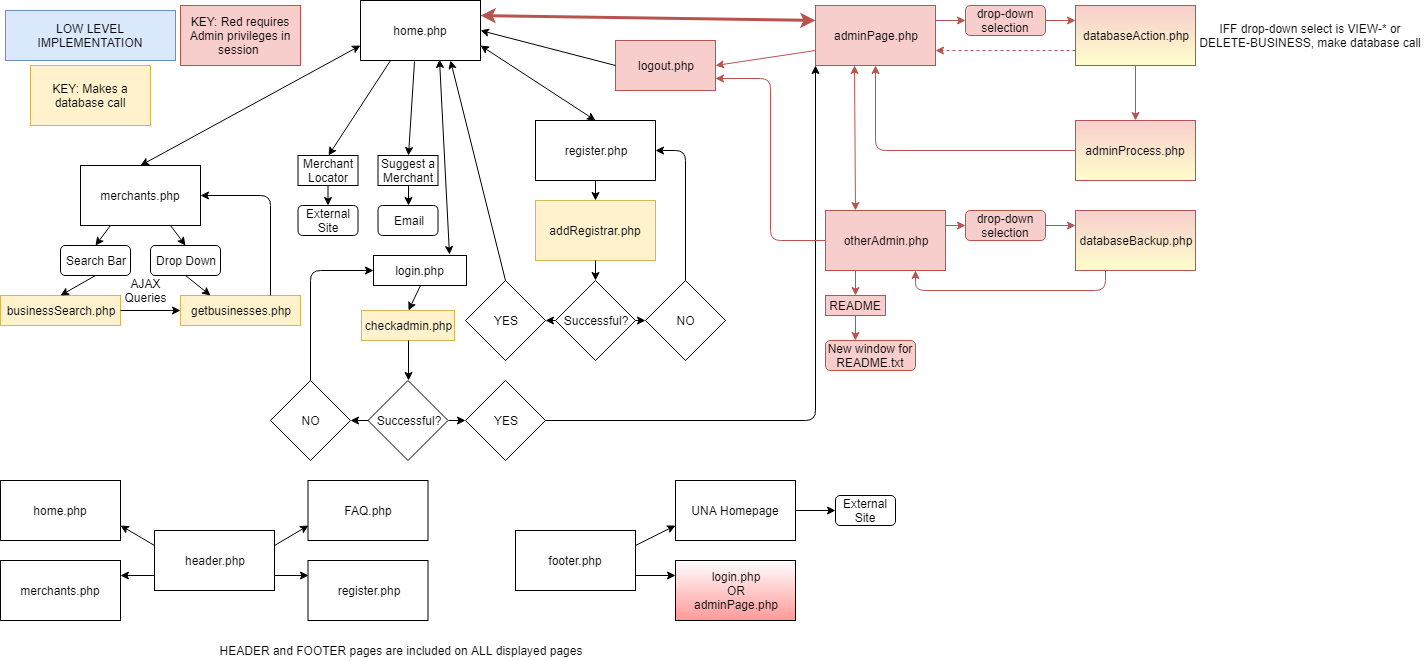 LOW LEVEL
IMPLEMENTATION
KEY: Red requires
Admin privileges in
session
KEY: Makes a
database call
home.php
logout.php
adminPage.php
drop-down
selection
databaseAction.php
IFF drop-down select is VIEW-* or
DELETE-BUSINESS, make database call
adminProcess.php
register.php
Merchant
Locator
Suggest a
Merchant
External
Site
Email
merchants.php
Search Bar
Drop Down
AJAX
Queries
businessSearch.php
getbusinesses.php
addRegistrar.php
otherAdmin.php
drop-down
selection
databaseBackup.php
login.php
checkadmin.php
YES
Successful?
NO
README
New window for
README.txt
NO
Successful?
YES
home.php
FAQ.php
header.php
merchants.php
register.php
UNA Homepage
External
Site
footer.php
login.php
OR
adminPage.php
HEADER and FOOTER pages are included on ALL displayed pages